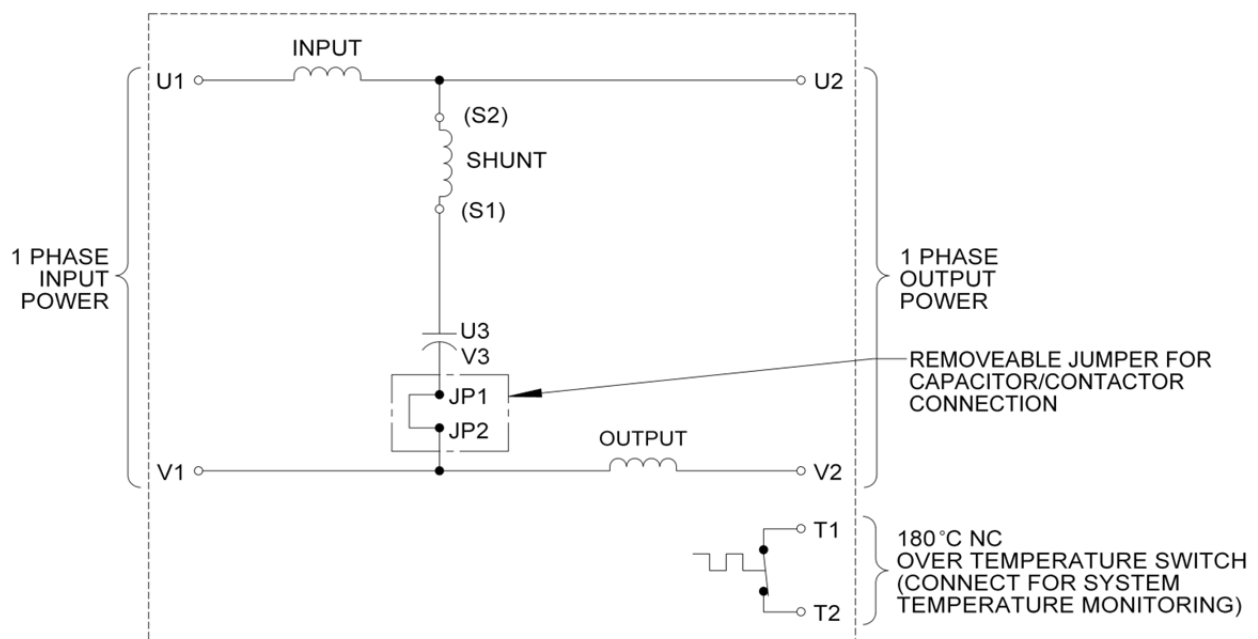 INPUT
U1
U2
(S2)
SHUNT
(S1)
1 PHASE
INPUT
POWER
1 PHASE
OUTPUT
POWER
U3
V3
REMOVEABLE JUMPER FOR
CAPACITOR/CONTACTOR
CONNECTION
JP1
JP2
OUTPUT
V1
V2
T1
180°C NC
OVER TEMPERATURE SWITCH
(CONNECT FOR SYSTEM
TEMPERATURE MONITORING)
T2